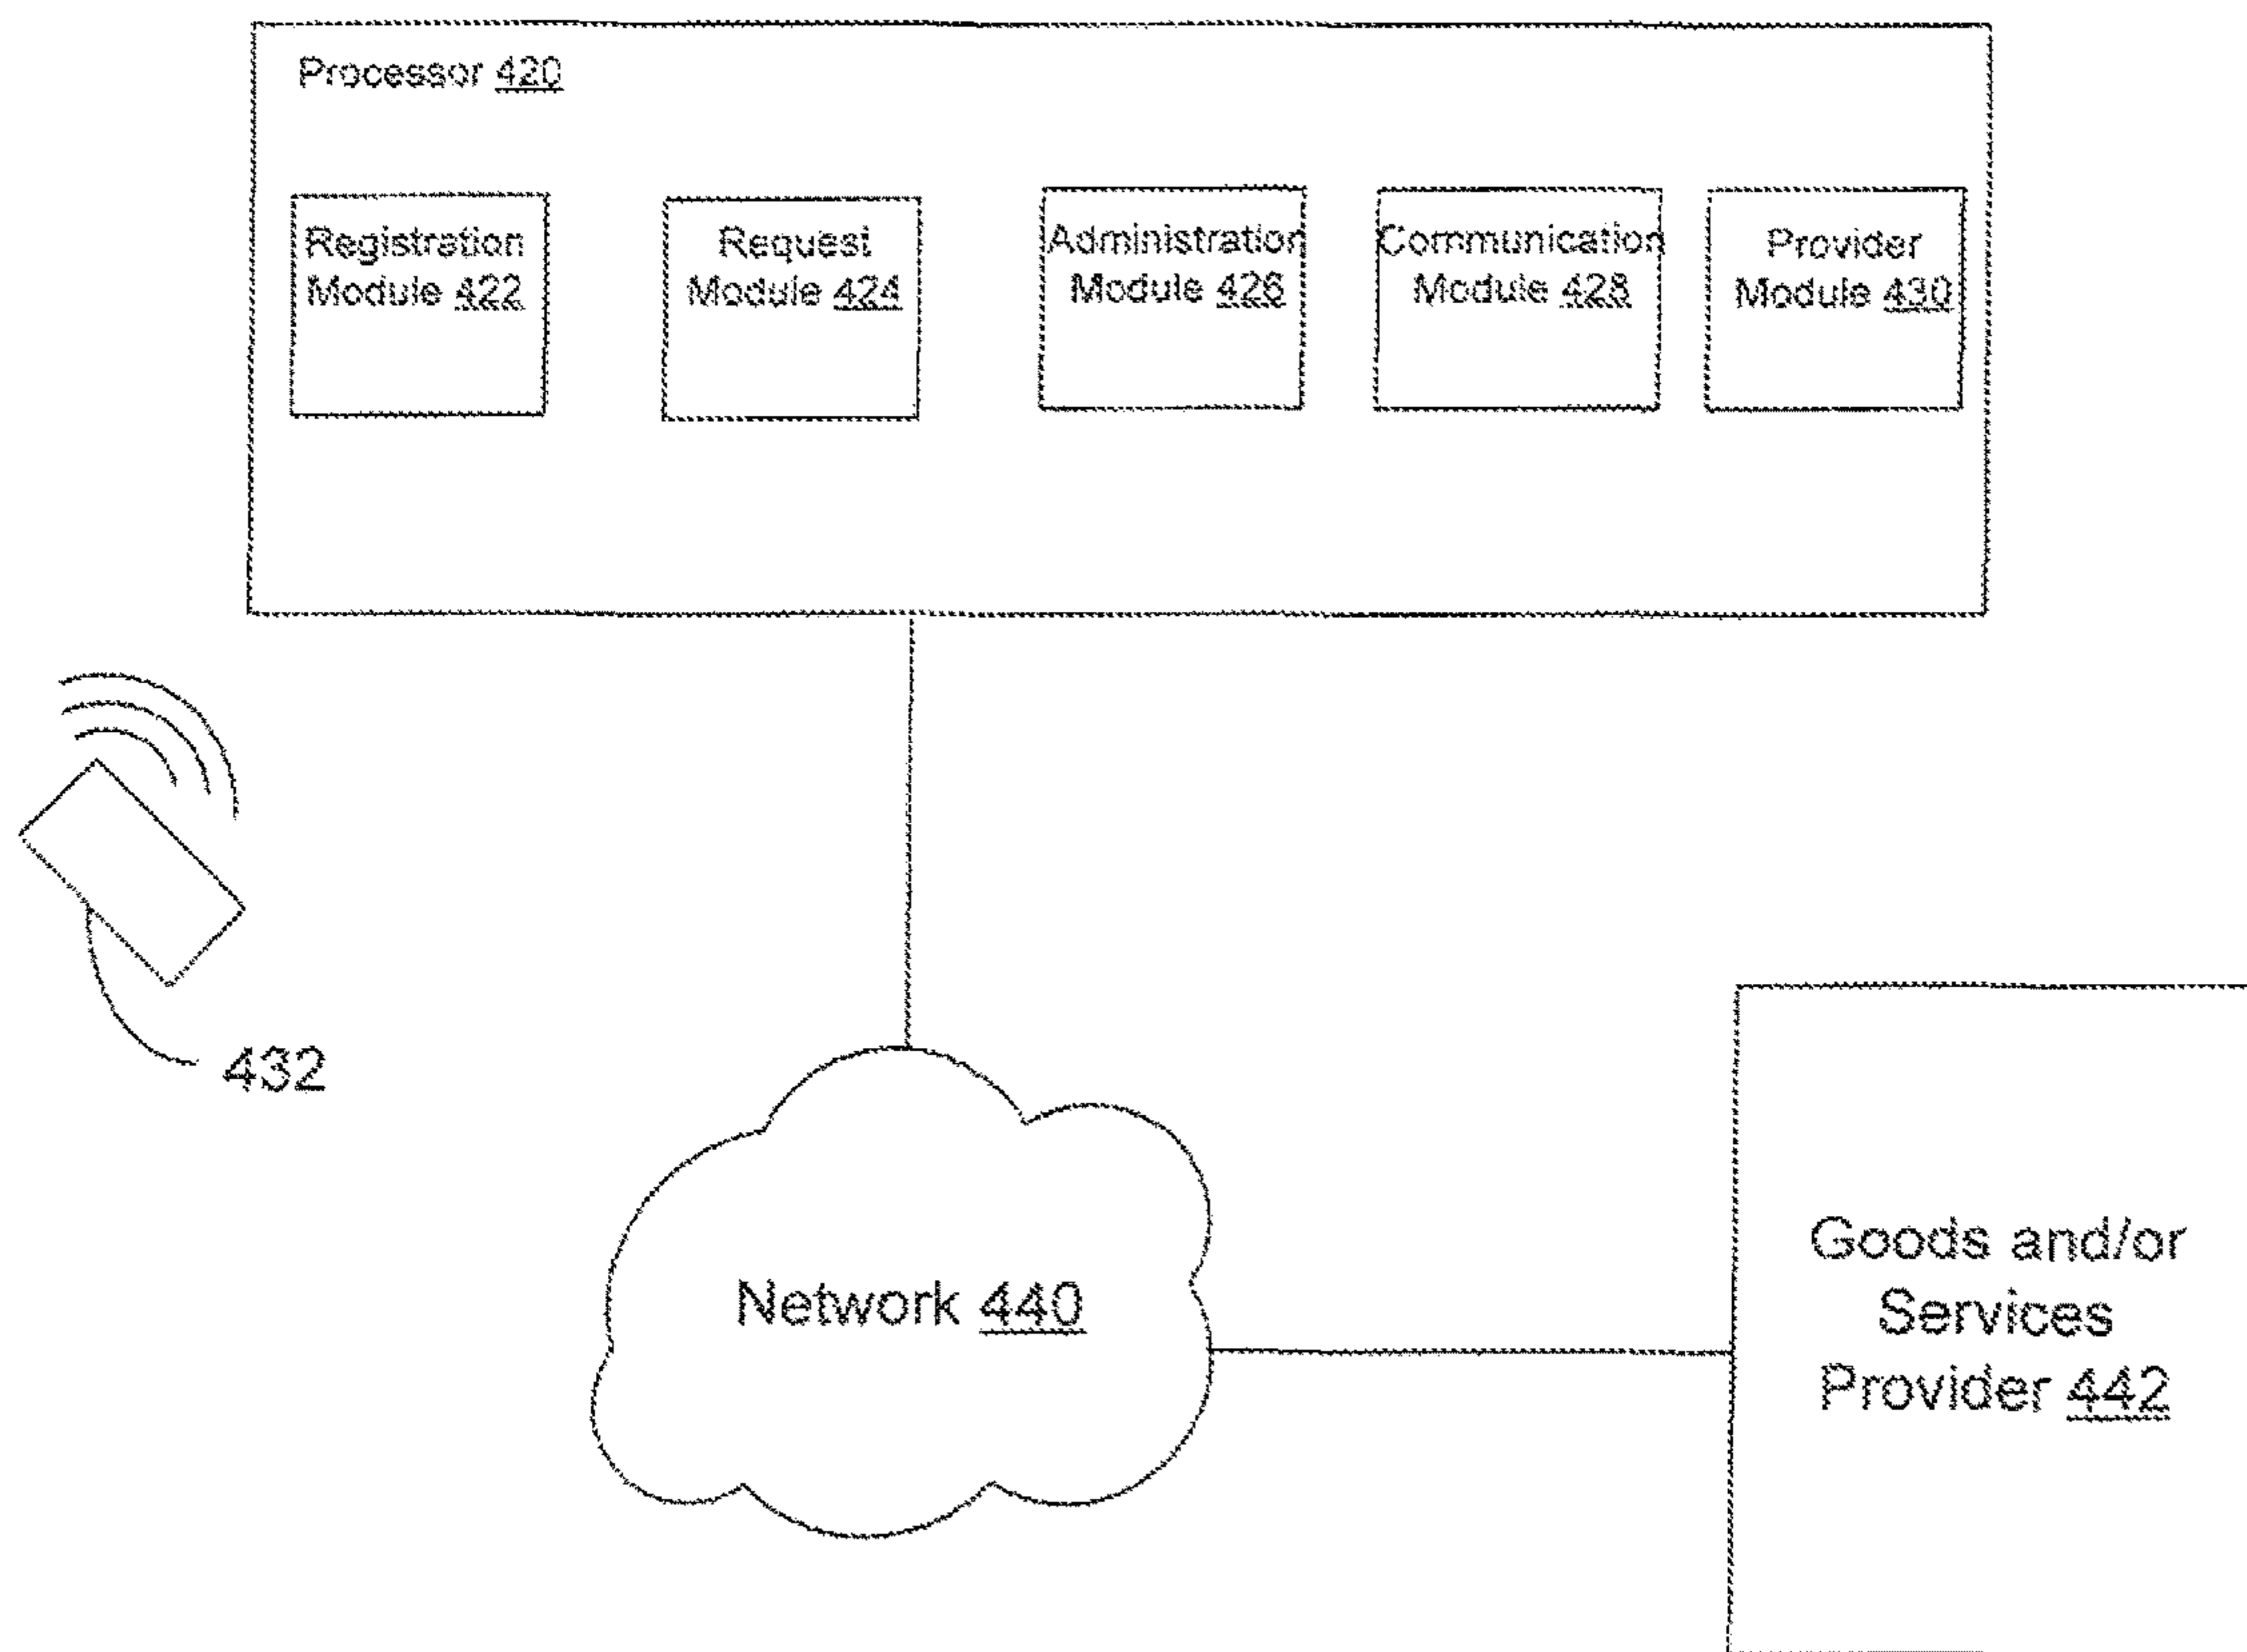 Processor 420
Registration
Module 422
Request
Module 424
Administration
Module 426
Communication
Module 428
Provider
Module 430
432
Network 440
Goods and/or
Services
Provider 442